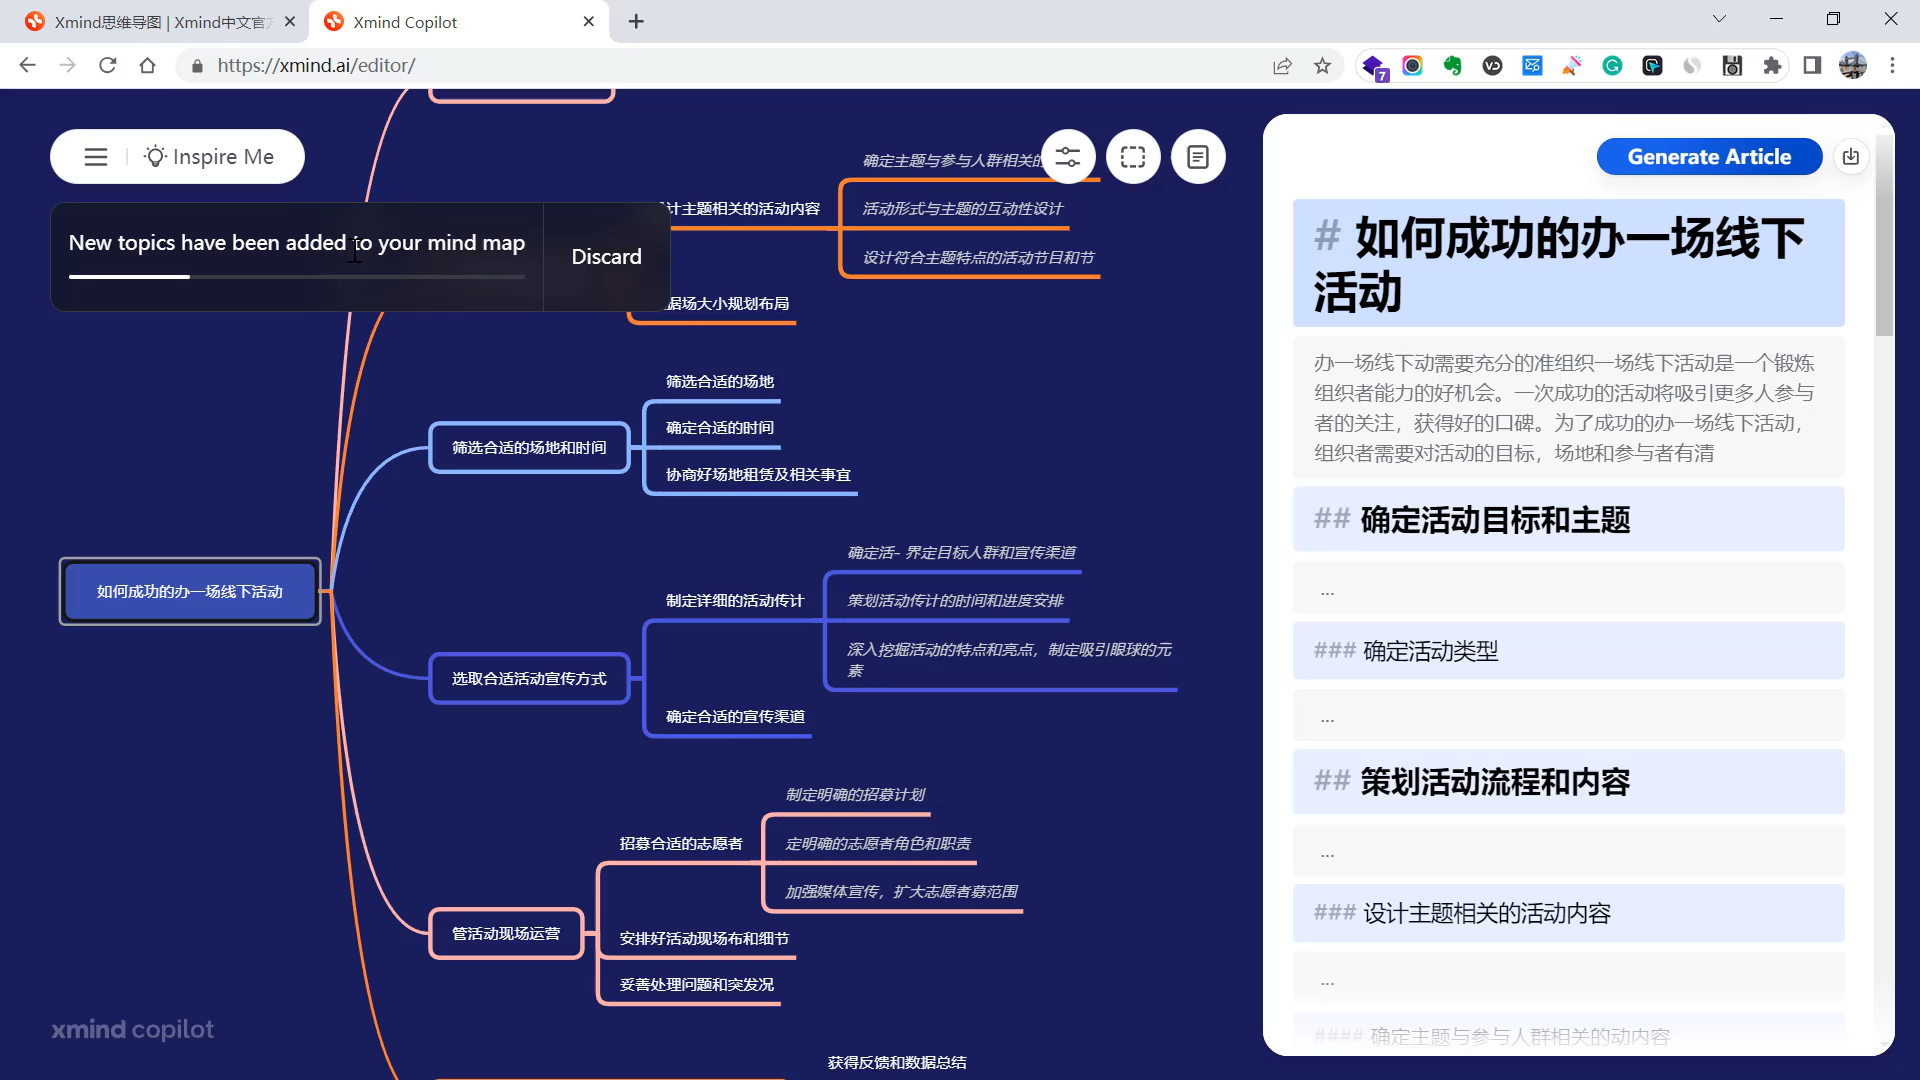 Xmind思维导图 | Xmind中文官
Xmind Copilot
https://xmind.ai/editor/
7
Inspire Me
New topics have been added to your mind map
Discard
确定主题与参与人群相关的
计主题相关的活动内容
活动形式与主题的互动性设计
设计符合主题特点的活动节目和节
据场大小规划布局
筛选合适的场地
确定合适的时间
筛选合适的场地和时间
协商好场地租赁及相关事宜
如何成功的办一场线下活动
确定活- 界定目标人群和宣传渠道
制定详细的活动传计
策划活动传计的时间和进度安排
深入挖掘活动的特点和亮点，制定吸引眼球的元
素
选取合适活动宣传方式
确定合适的宣传渠道
制定明确的招募计划
招募合适的志愿者
定明确的志愿者角色和职责
加强媒体宣传，扩大志愿者募范围
管活动现场运营
安排好活动现场布和细节
妥善处理问题和突发况
获得反馈和数据总结
xmind copilot
Generate Article
# 如何成功的办一场线下
活动
办一场线下动需要充分的准组织一场线下活动是一个锻炼
组织者能力的好机会。一次成功的活动将吸引更多人参与
者的关注，获得好的口碑。为了成功的办一场线下活动，
组织者需要对活动的目标，场地和参与者有清
## 确定活动目标和主题
...
### 确定活动类型
...
## 策划活动流程和内容
...
### 设计主题相关的活动内容
...
#### 确定主题与参与人群相关的动内容